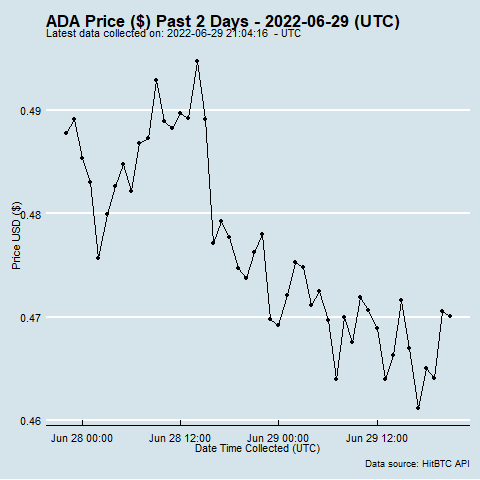 ADA Price ($) Past 2 Days - 2022-06-29 (UTC)
Latest data collected on: 2022-06-29 21:04:16 - UTC
0.49
0.48
0.47
0.46
Price USD ($)
Jun 28 00:00 Jun 28 12:00 Jun 29 00:00 Jun 29 12:00
Date Time Collected (UTC)
Data source: HitBTC API